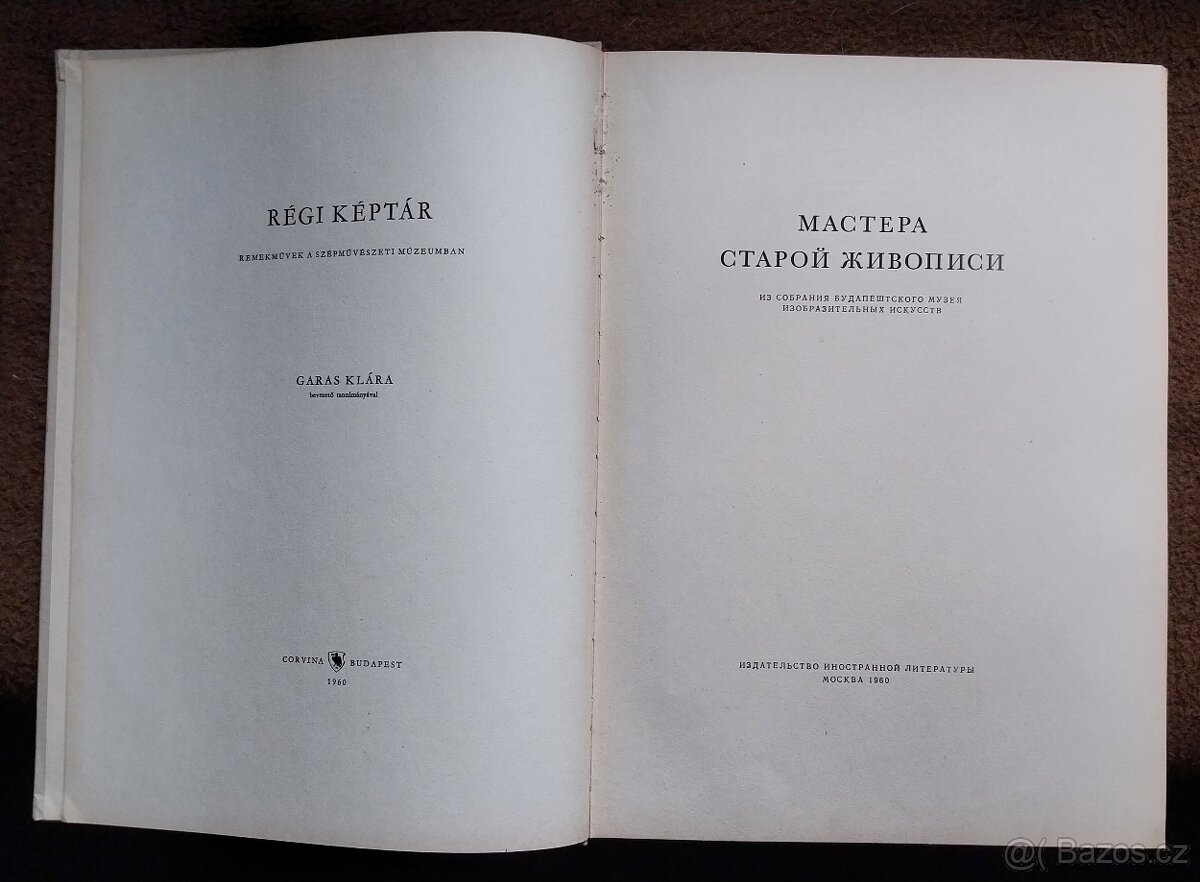 RÉGI KÉPTÁR
REMEKMŰVEK A SZÉPMŰVÉSZETI MÚZEUMBAN
GARAS KLÁRA
bevezető tanulmányával
CORVINA BUDAPEST
1960
МАСТЕРА
СТАРОЙ ЖИВОПИСИ
ИЗ СОБРАНИЯ БУДАПЕШТСКОГО МУЗЕЯ
ИЗОБРАЗИТЕЛЬНЫХ ИСКУССТВ
ИЗДАТЕЛЬСТВО ИНОСТРАННОЙ ЛИТЕРАТУРЫ
МОСКВА 1960
@( Bazos.cz